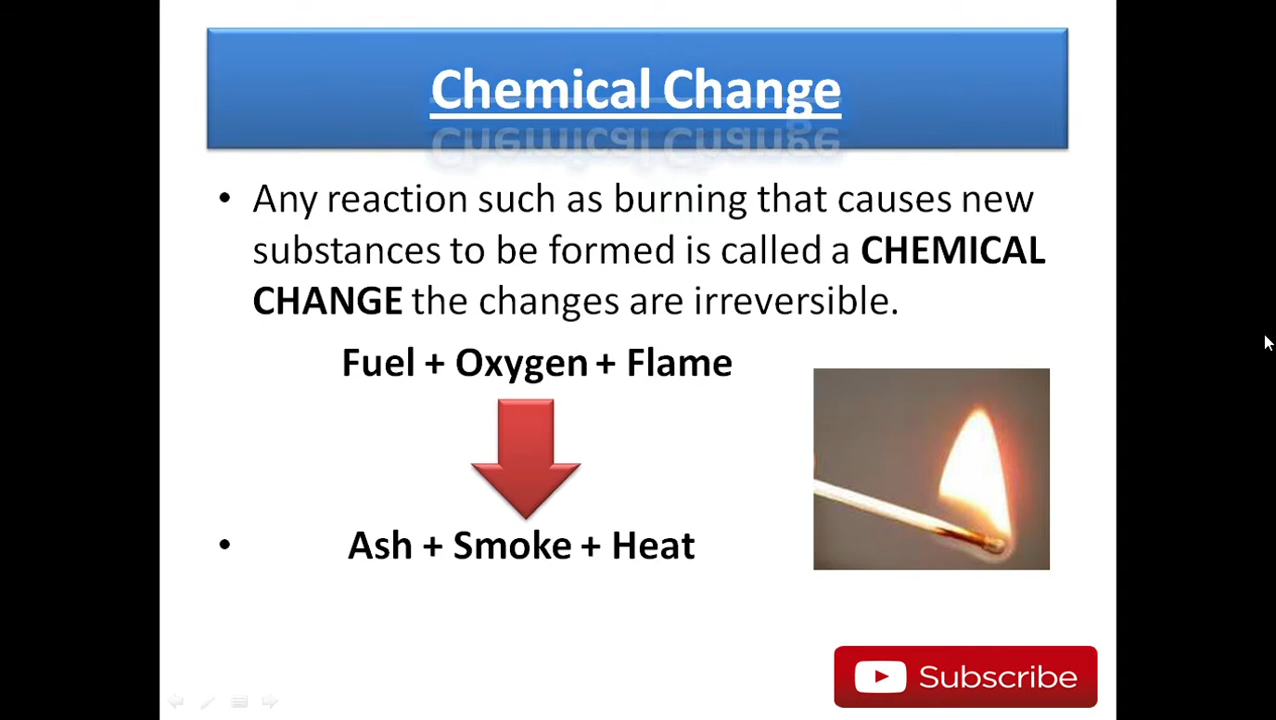 Chemical Change
• Any reaction such as burning that causes new
substances to be formed is called a CHEMICAL
CHANGE the changes are irreversible.
Fuel + Oxygen + Flame
• Ash + Smoke + Heat
Subscribe